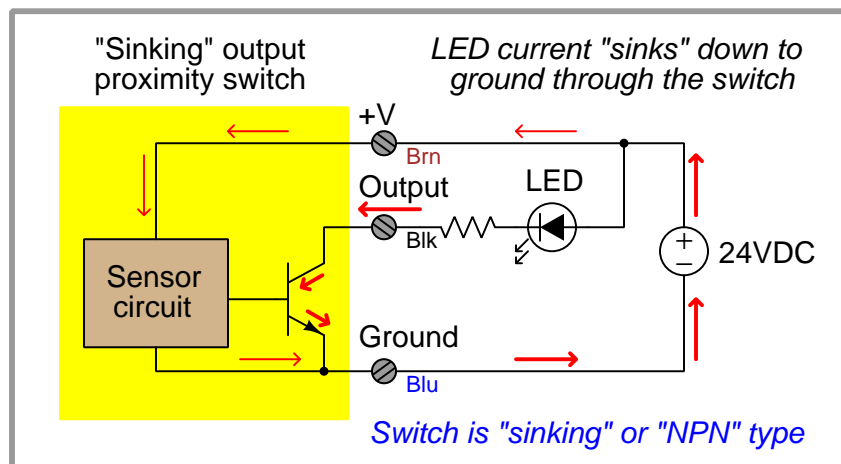 "Sinking" output
proximity switch
LED current "sinks" down to
ground through the switch
+V
Brn
Output
LED
Blk
24VDC
Sensor
circuit
Ground
Blu
Switch is "sinking" or "NPN" type